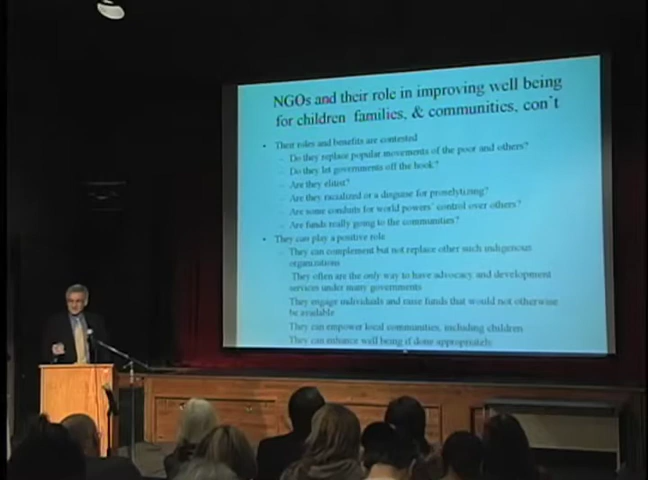 NGOs and their role in improving well being
for children families, & communities, con't
• Their roles and benefits are contested
– Do they replace popular movements of the poor and others?
– Do they let governments off the hook?
– Are they elitist?
– Are they racialized or a disguise for proselytizing?
– Are some conduits for world powers' control over others?
– Are funds really going to the communities?
• They can play a positive role
– They can complement but not replace other such indigenous
organizations
They often are the only way to have advocacy and development
services under many governments
They engage individuals and raise funds that would not otherwise
be available
They can empower local communities, including children
They can enhance well being if done appropriately